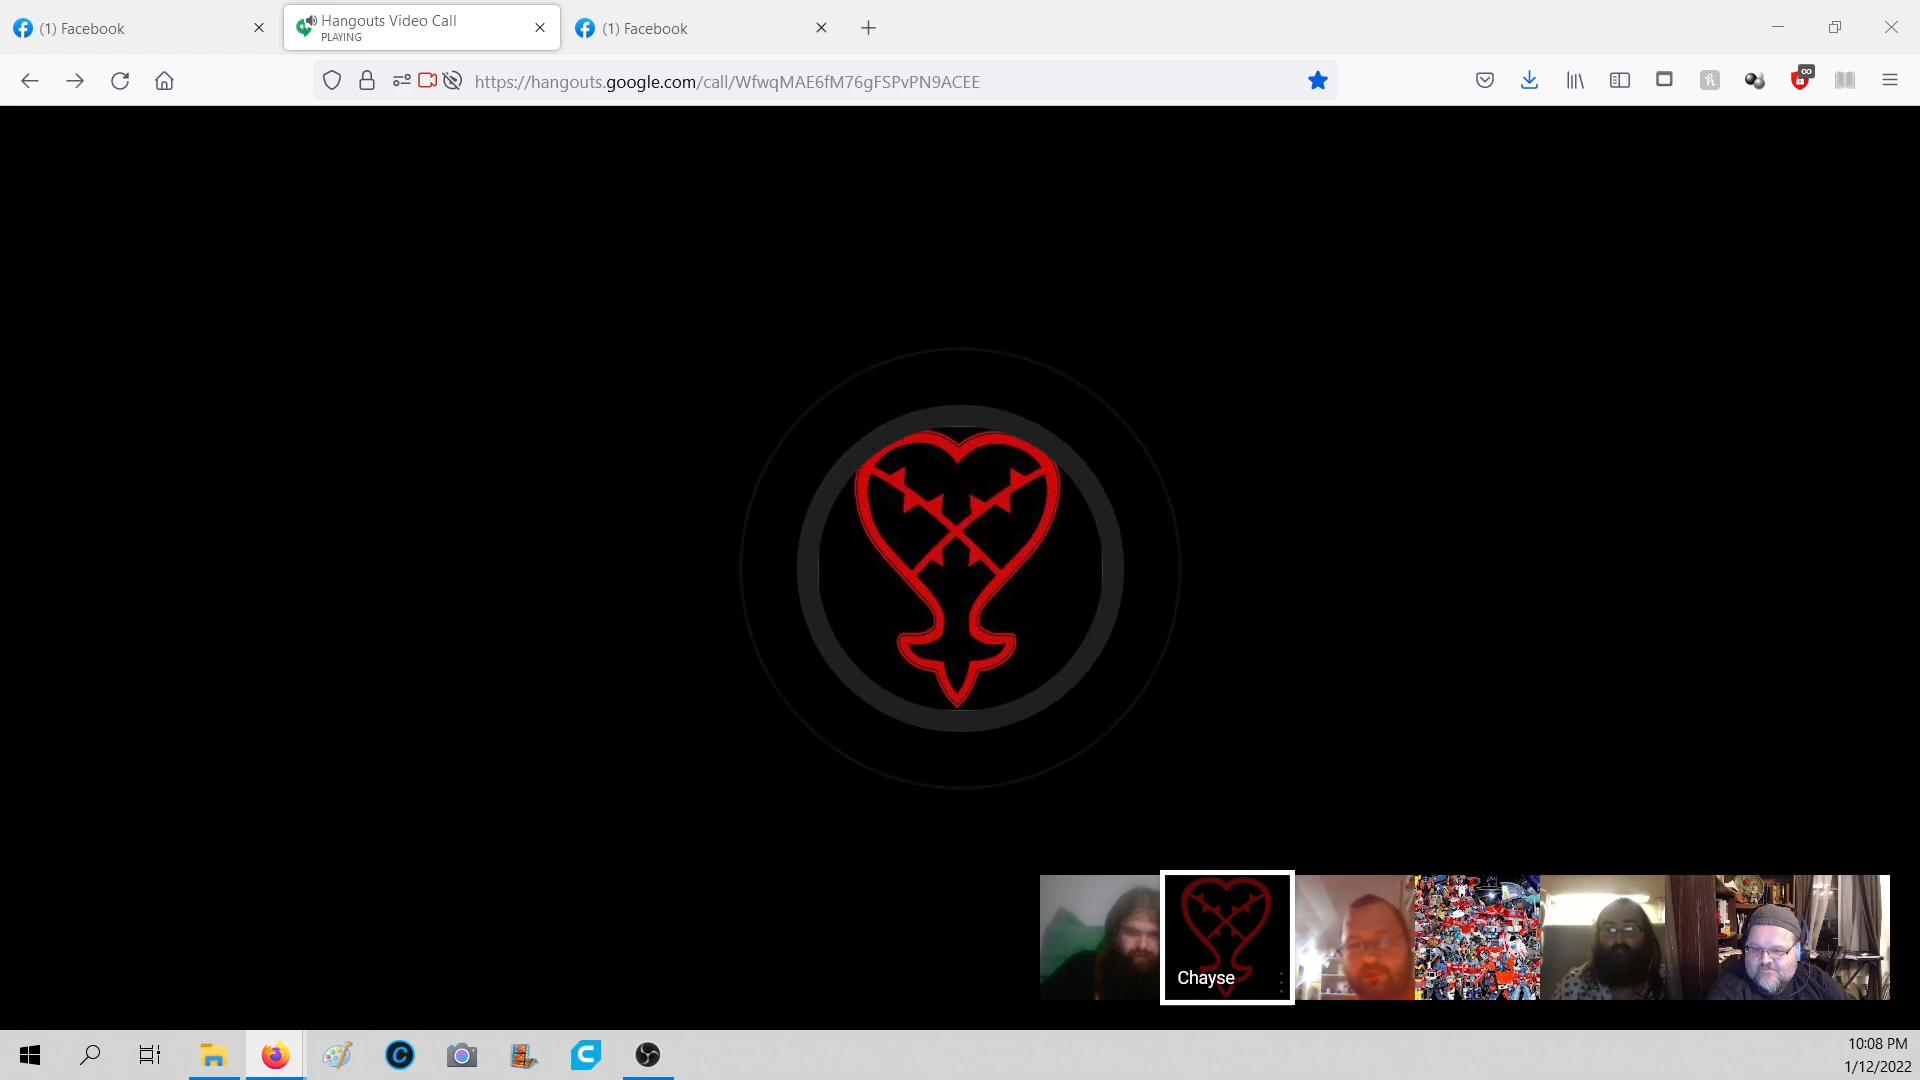 (1) Facebook
Hangouts Video Call
PLAYING
(1) Facebook
https://hangouts.google.com/call/WfwqMAE6fM76gFSPvPN9ACEE
Chayse
10:08 PM
1/12/2022